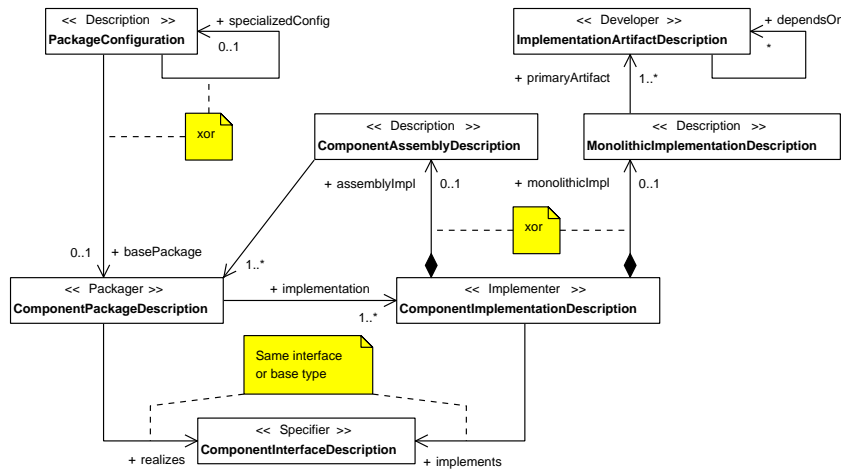 << Description >>
PackageConfiguration
+ specializedConfig
0..1
<< Developer >>
ImplementationArtifactDescription
+ dependsOn
*
+ primaryArtifact
1..*
xor
<< Description >>
ComponentAssemblyDescription
<< Description >>
MonolithicImplementationDescription
+ assemblyImpl
0..1
+ monolithicImpl
0..1
xor
0..1
+ basePackage
1..*
<< Packager >>
ComponentPackageDescription
+ implementation
1..*
<< Implementer >>
ComponentImplementationDescription
Same interface
or base type
<< Specifier >>
ComponentInterfaceDescription
+ realizes
+ implements